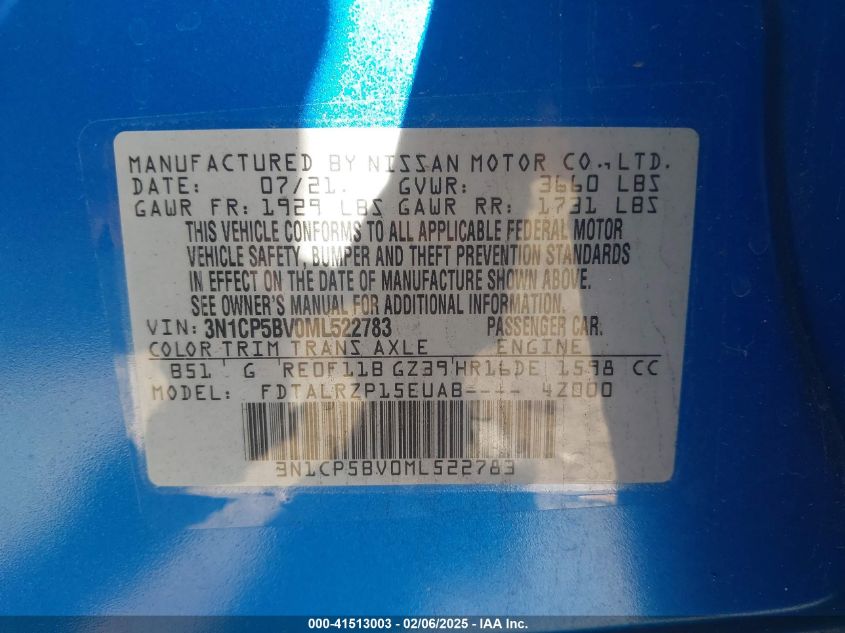 MANUFACTURED BY NISSAN MOTOR CO., LTD.
DATE: 07/21. GVWR: 3660 LBS
GAWR FR: 1929 LBS GAWR RR: 1731 LBS
THIS VEHICLE CONFORMS TO ALL APPLICABLE FEDERAL MOTOR
VEHICLE SAFETY, BUMPER AND THEFT PREVENTION STANDARDS
IN EFFECT ON THE DATE OF MANUFACTURE SHOWN ABOVE.
SEE OWNER'S MANUAL FOR ADDITIONAL INFORMATION.
VIN: 3N1CP5BV0ML522783 PASSENGER CAR.
COLOR TRIM TRANS AXLE ENGINE
B51 G RE0F11B GZ39 HR16DE 1598 CC
MODEL: FDTALRZP15EUAB---- 4Z000
3N1CP5BV0ML522783
000-41513003 - 02/06/2025 - IAA Inc.